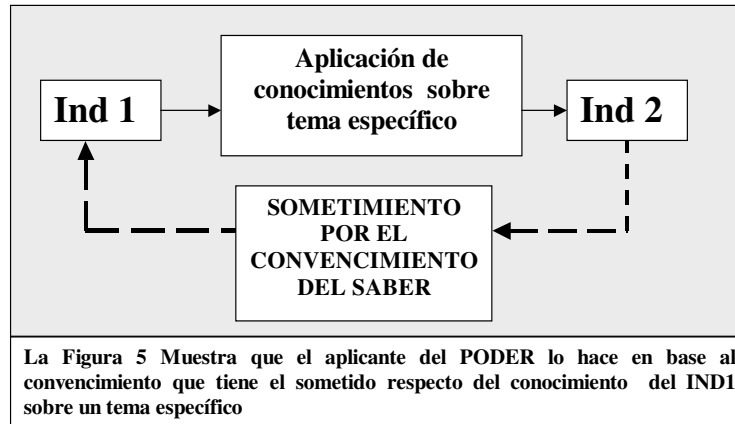 Aplicación de
conocimientos sobre
tema específico
Ind 1
Ind 2
SOMETIMIENTO
POR EL
CONVENCIMIENTO
DEL SABER
La Figura 5 Muestra que el aplicante del PODER lo hace en base al
convencimiento que tiene el sometido respecto del conocimiento del IND1
sobre un tema específico